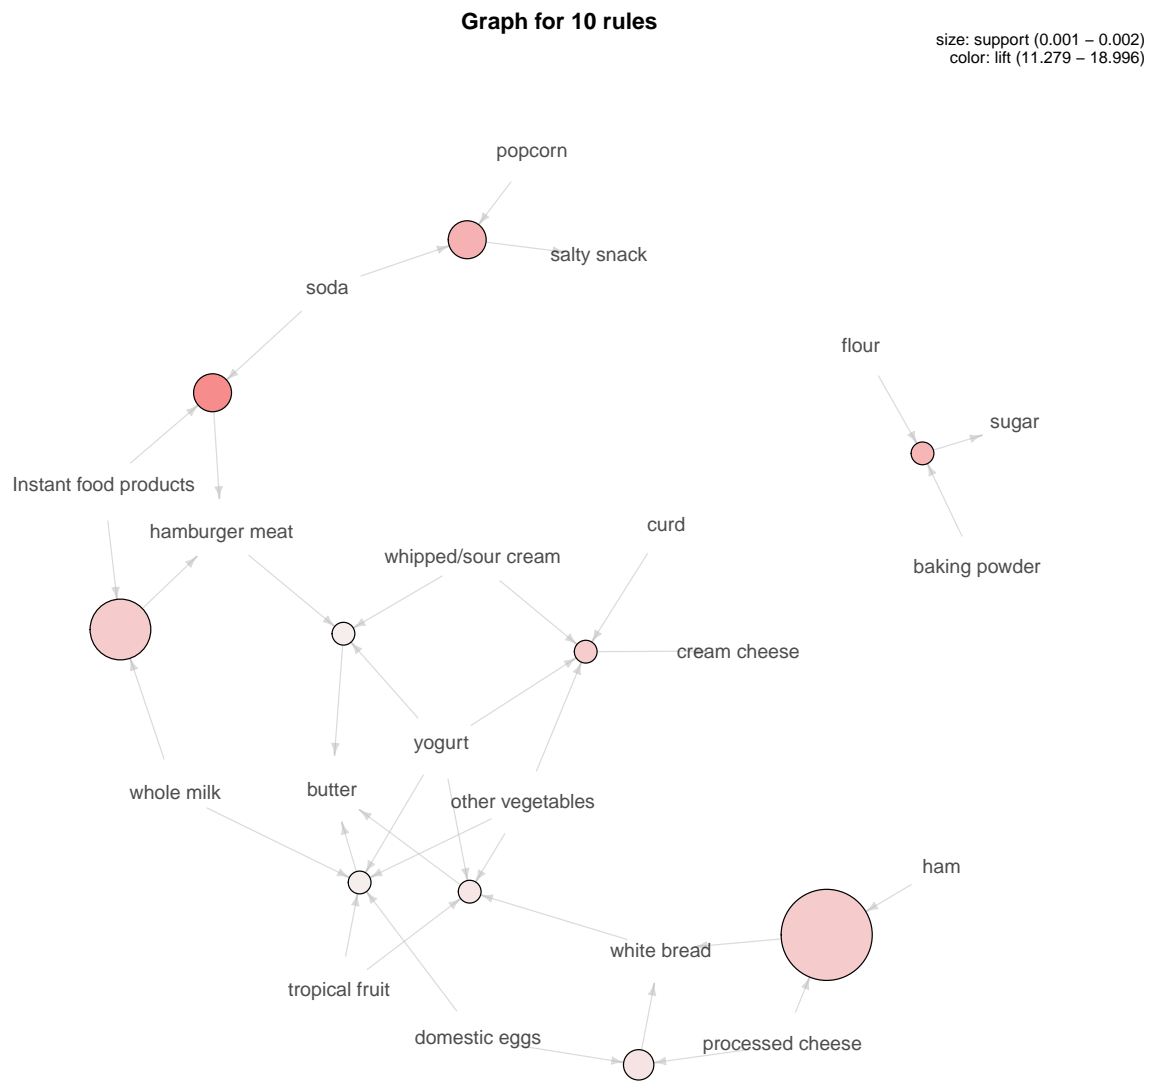 Graph for 10 rules
size: support (0.001 − 0.002)
color: lift (11.279 − 18.996)
popcorn
salty snack
soda
flour
sugar
Instant food products
curd
hamburger meat
whipped/sour cream
baking powder
cream cheese
yogurt
butter
whole milk
other vegetables
ham
white bread
tropical fruit
domestic eggs
processed cheese